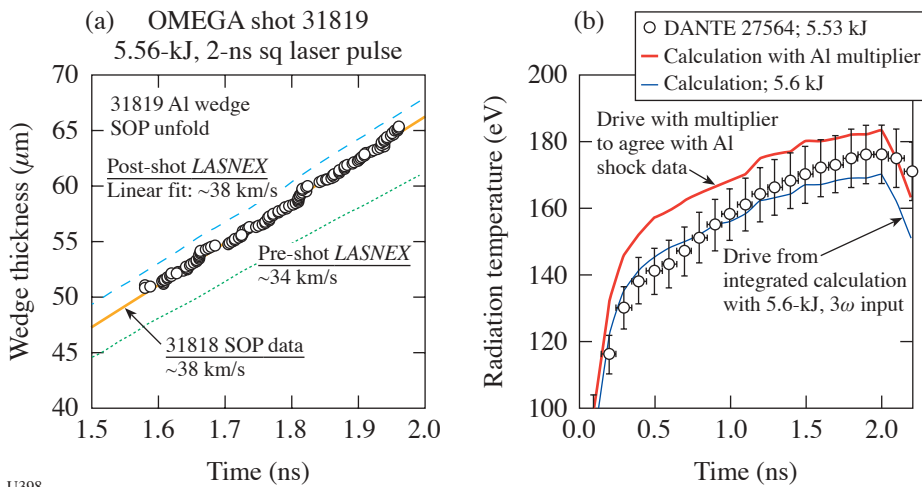 (a)
OMEGA shot 31819
5.56-kJ, 2-ns sq laser pulse
Wedge thickness (μm)
70
65
60
55
50
45
40
31819 Al wedge
SOP unfold
Post-shot LASNEX
Linear fit: ~38 km/s
Pre-shot LASNEX
~34 km/s
31818 SOP data
~38 km/s
1.5
1.6
1.7
1.8
1.9
2.0
Time (ns)
(b)
DANTE 27564; 5.53 kJ
Calculation with Al multiplier
Calculation; 5.6 kJ
Radiation temperature (eV)
200
180
160
140
120
100
Drive with multiplier
to agree with Al
shock data
Drive from
integrated calculation
with 5.6-kJ, 3ω input
0.0
0.5
1.0
1.5
2.0
Time (ns)
U398